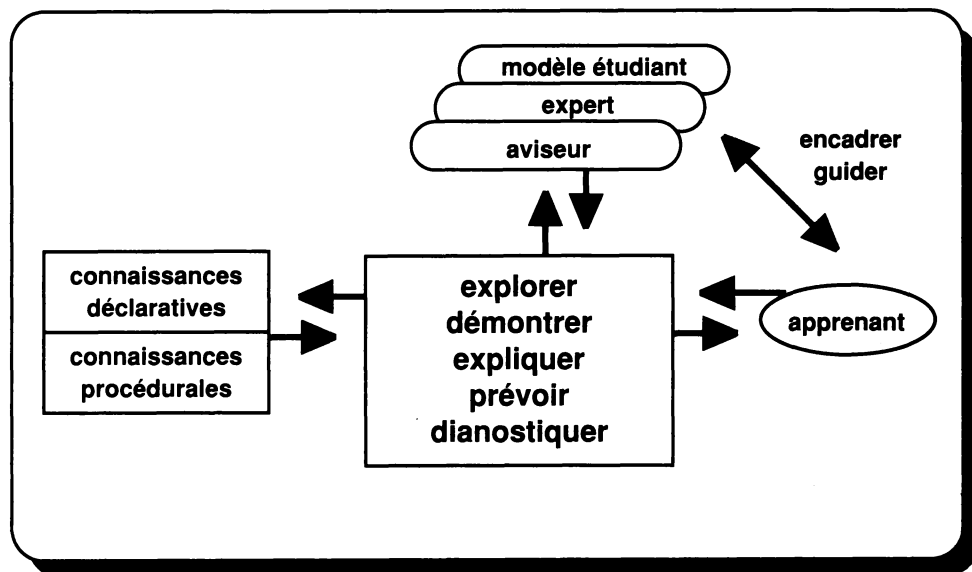 modèle étudiant
expert
aviseur
encadrer
guider
connaissances
déclaratives
connaissances
procédurales
explorer
démontrer
expliquer
prévoir
dianostiquer
apprenant